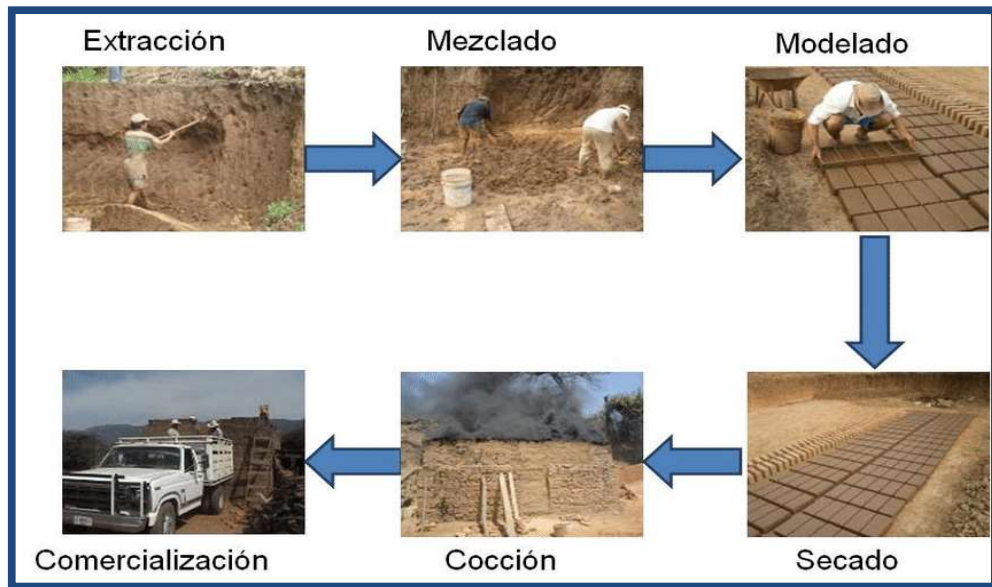 Extracción
Mezclado
Modelado
Comercialización
Cocción
Secado